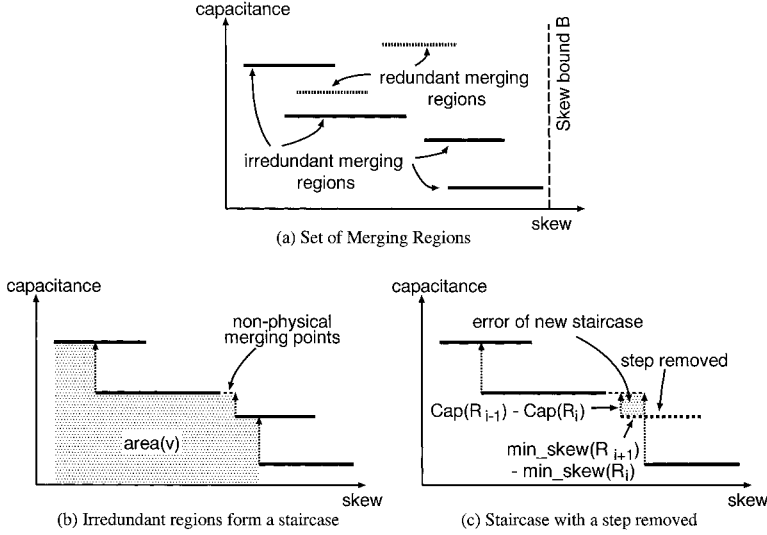 capacitance
Skew bound B
redundant merging
regions
irredundant merging
regions
skew
(a) Set of Merging Regions
capacitance
non-physical
merging points
area(v)
skew
(b) Irredundant regions form a staircase
capacitance
error of new staircase
step removed
Cap(R i-1) - Cap(Ri)
min_skew(R i+1)
- min_skew(Ri)
skew
(c) Staircase with a step removed